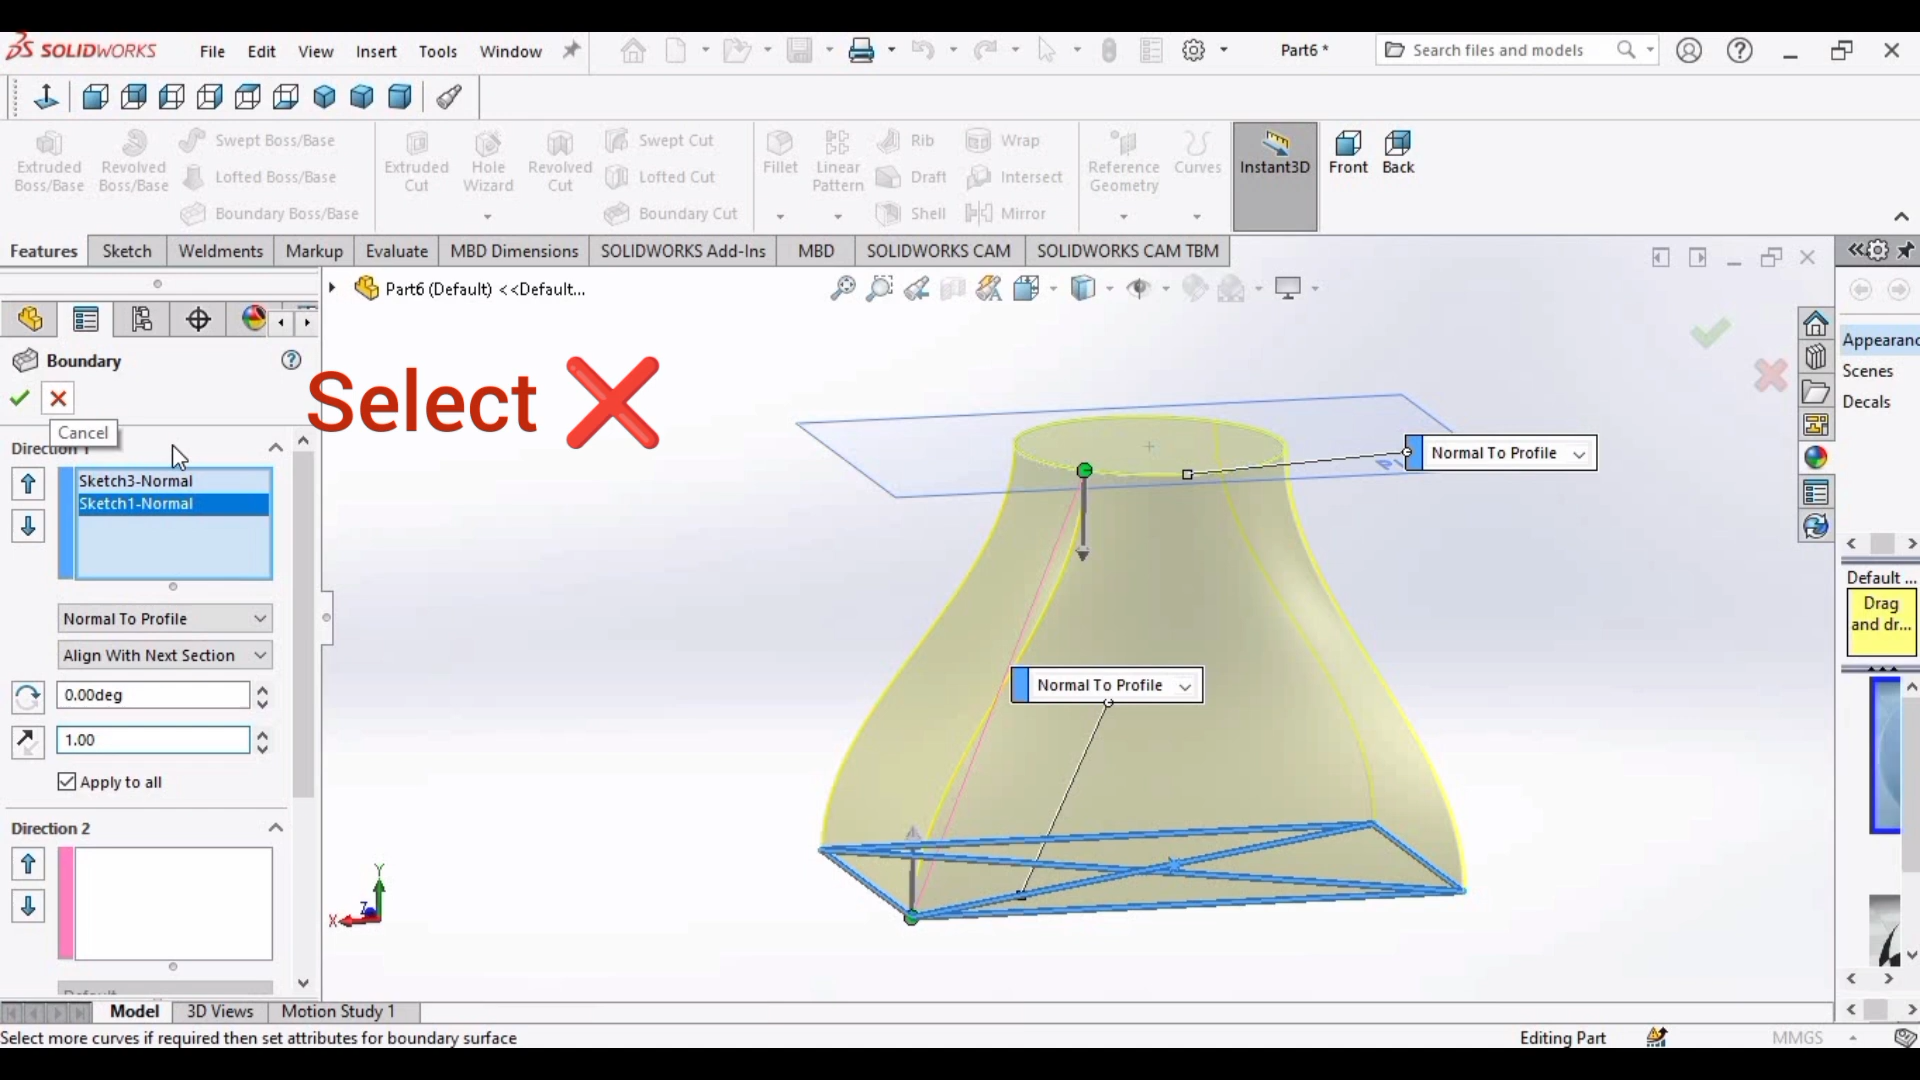 SOLIDWORKS File Edit View Insert Tools Window Part6 * Search files and models
Extruded Boss/Base
Revolved Boss/Base
Swept Boss/Base
Lofted Boss/Base
Boundary Boss/Base
Extruded Cut
Hole Wizard
Revolved Cut
Swept Cut
Lofted Cut
Boundary Cut
Fillet
Linear Pattern
Rib
Draft
Shell
Wrap
Intersect
Mirror
Reference Geometry
Curves
Instant3D
Front
Back
Features Sketch Weldments Markup Evaluate MBD Dimensions SOLIDWORKS Add-Ins MBD SOLIDWORKS CAM SOLIDWORKS CAM TBM
Part6 (Default) <<Default...
Boundary
Cancel
Select
Direction 1
Sketch3-Normal
Sketch1-Normal
Normal To Profile
Align With Next Section
0.00deg
1.00
Apply to all
Direction 2
Normal To Profile
Normal To Profile
Y
Z
X
Appearanc
Scenes
Decals
Default ...
Drag
and dr...
Model 3D Views Motion Study 1
Select more curves if required then set attributes for boundary surface
Editing Part
MMGS